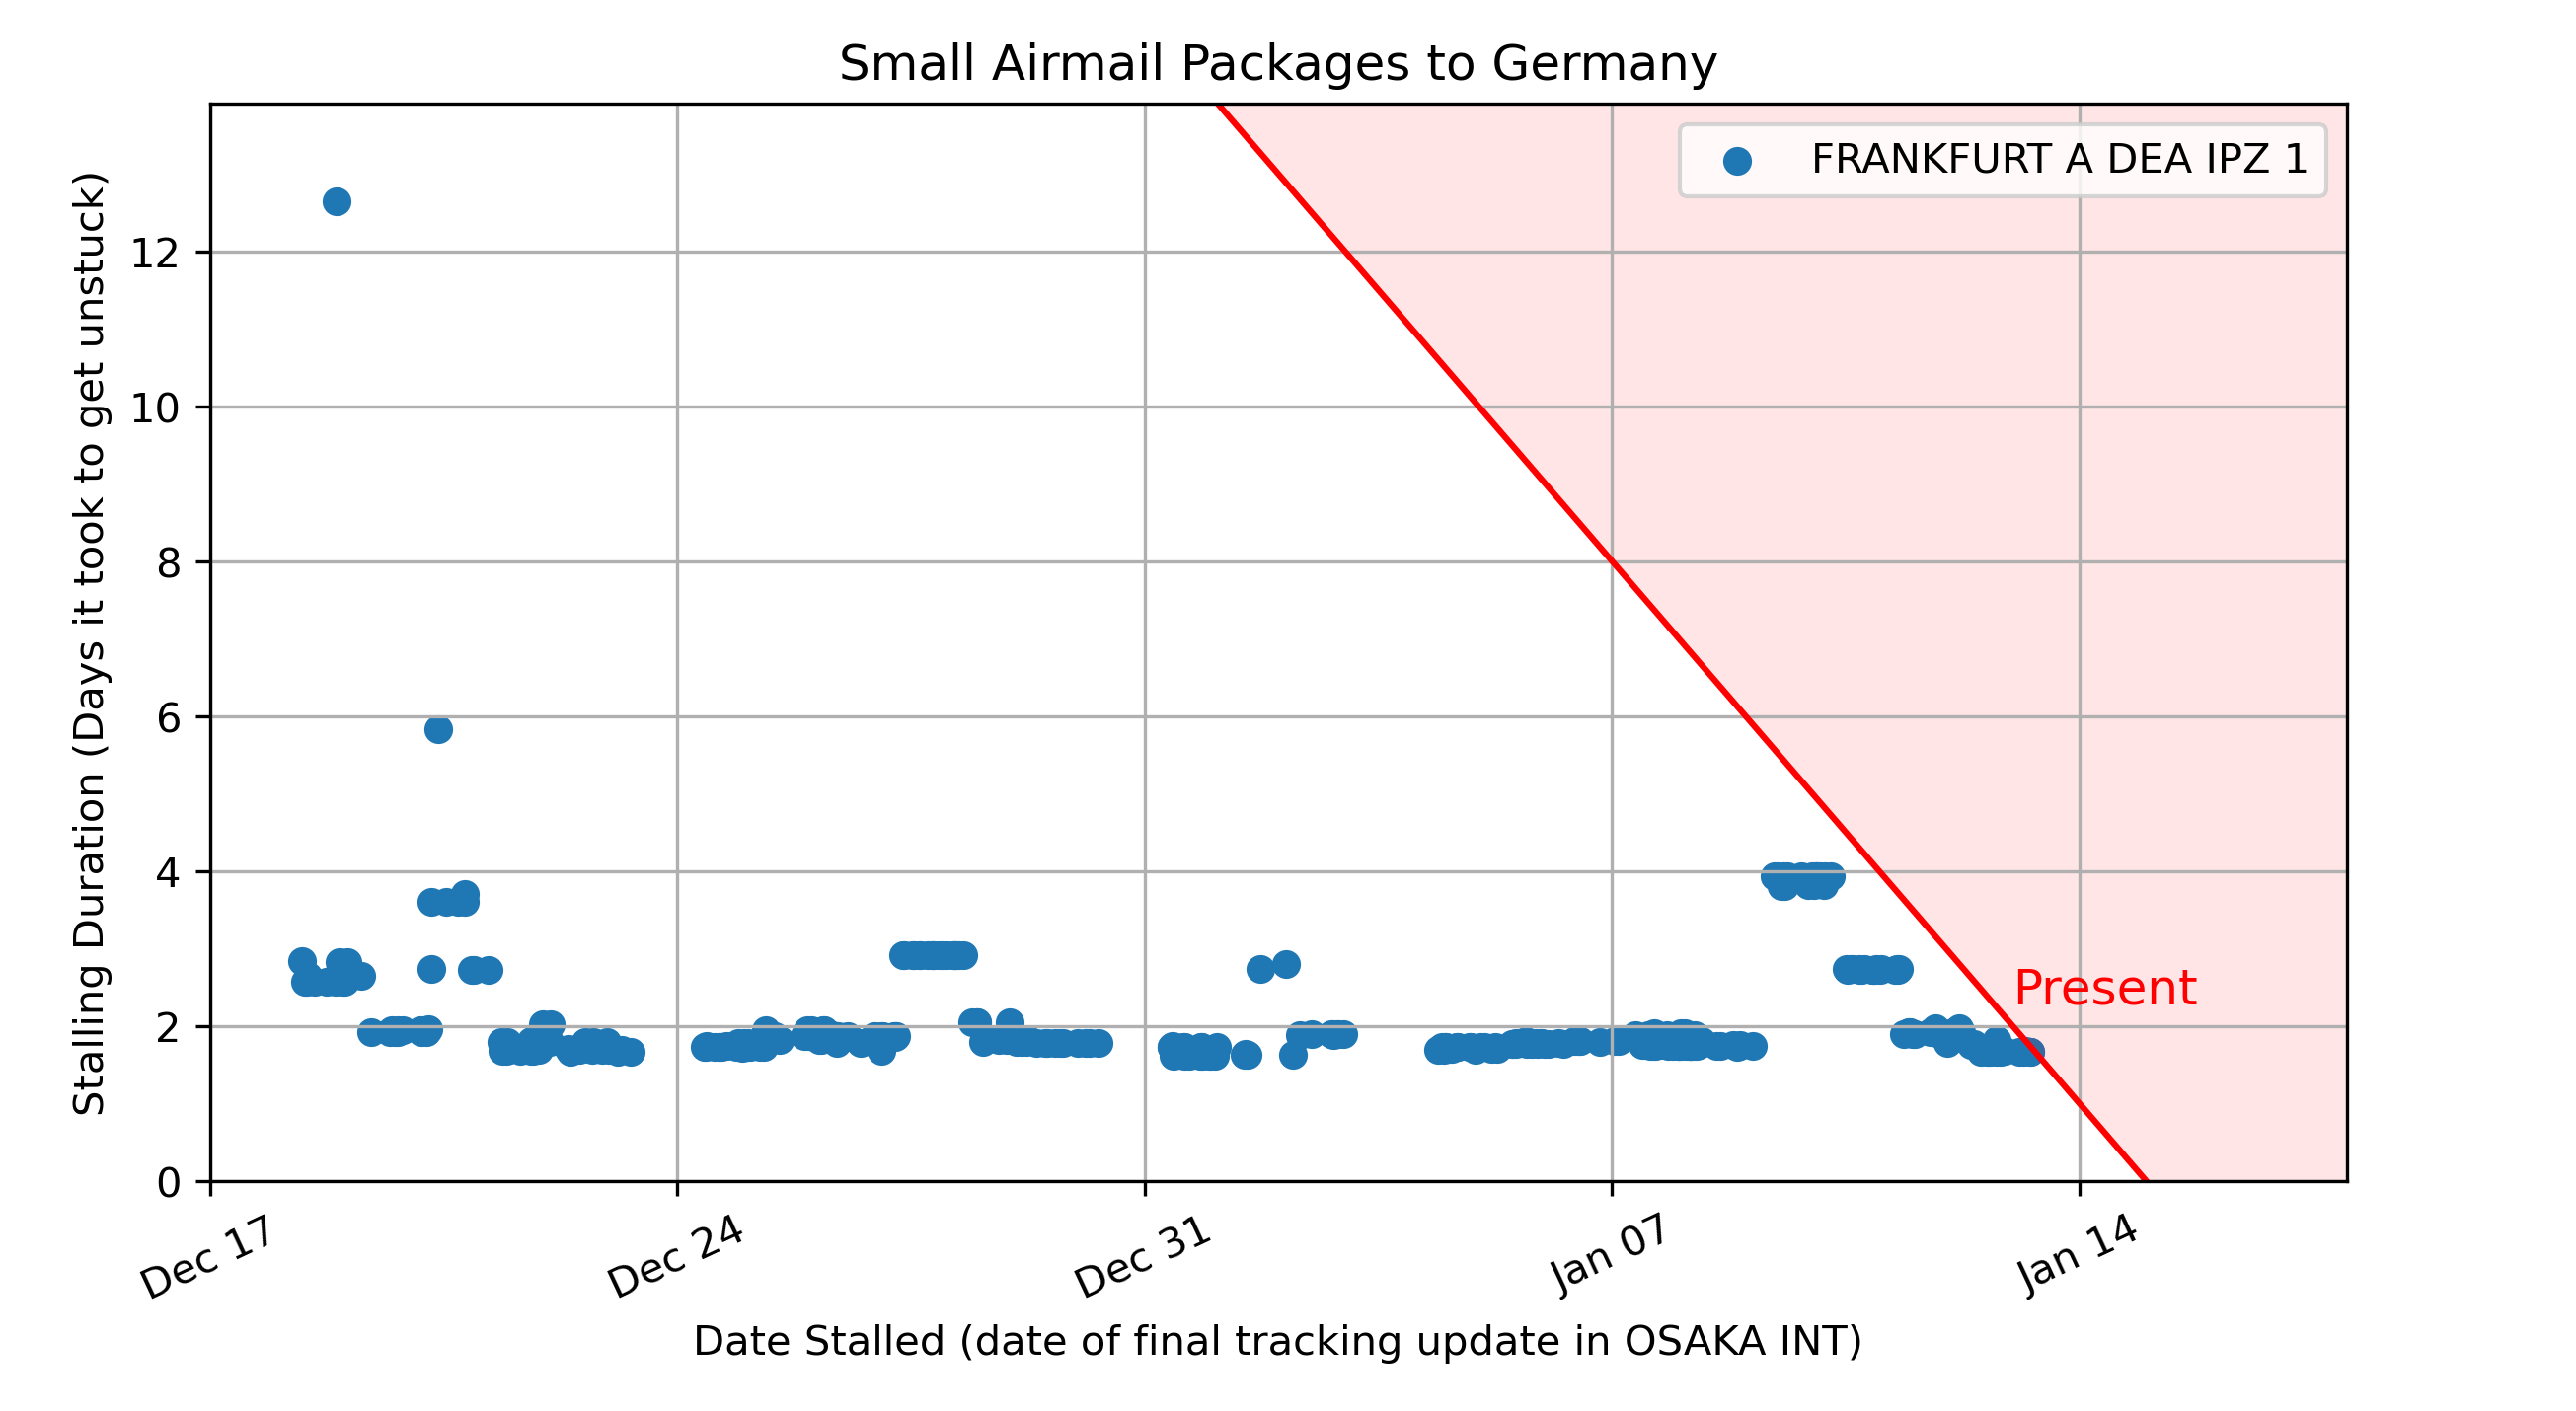 Small Airmail Packages to Germany
FRANKFURT A DEA IPZ 1
Stalling Duration (Days it took to get unstuck)
12
10
8
6
4
2
0
Present
Dec 17
Dec 24
Dec 31
Jan 07
Jan 14
Date Stalled (date of final tracking update in OSAKA INT)